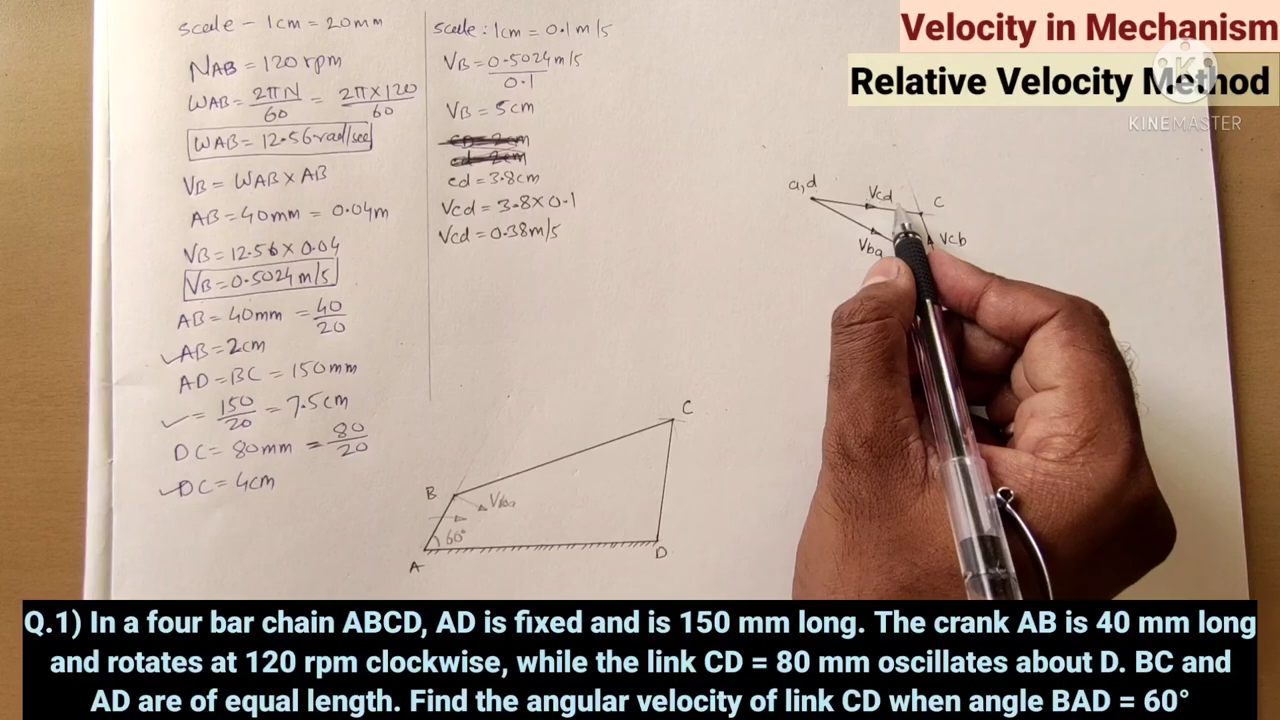 Velocity in Mechanism
Relative Velocity Method
KINEMASTER
scale - 1cm = 20mm
NAB = 120 rpm
WAB = 2πN/60 = 2π×120/60
WAB = 12.56 rad/sec
VB = WAB × AB
AB = 40mm = 0.04m
VB = 12.56 × 0.04
VB = 0.5024 m/s
AB = 40mm = 40/20
✓AB = 2cm
AD = BC = 150mm
✓ = 150/20 = 7.5cm
DC = 80mm = 80/20
✓DC = 4cm
scale : 1cm = 0.1 m/s
VB = 0.5024 m/s/0.1
VB = 5cm
cd = 3.8cm
Vcd = 3.8 × 0.1
Vcd = 0.38 m/s
a,d
Vcd
C
Vba
Vcb
C
B
Vba
60°
A
D
Q.1) In a four bar chain ABCD, AD is fixed and is 150 mm long. The crank AB is 40 mm long
and rotates at 120 rpm clockwise, while the link CD = 80 mm oscillates about D. BC and
AD are of equal length. Find the angular velocity of link CD when angle BAD = 60°